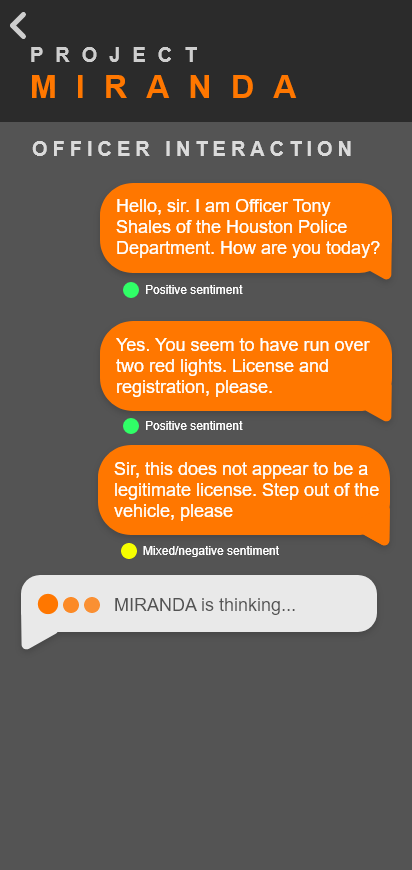 PROJECT
MIRANDA
OFFICER INTERACTION
Hello, sir. I am Officer Tony
Shales of the Houston Police
Department. How are you today?
Positive sentiment
Yes. You seem to have run over
two red lights. License and
registration, please.
Positive sentiment
Sir, this does not appear to be a
legitimate license. Step out of the
vehicle, please
Mixed/negative sentiment
MIRANDA is thinking...